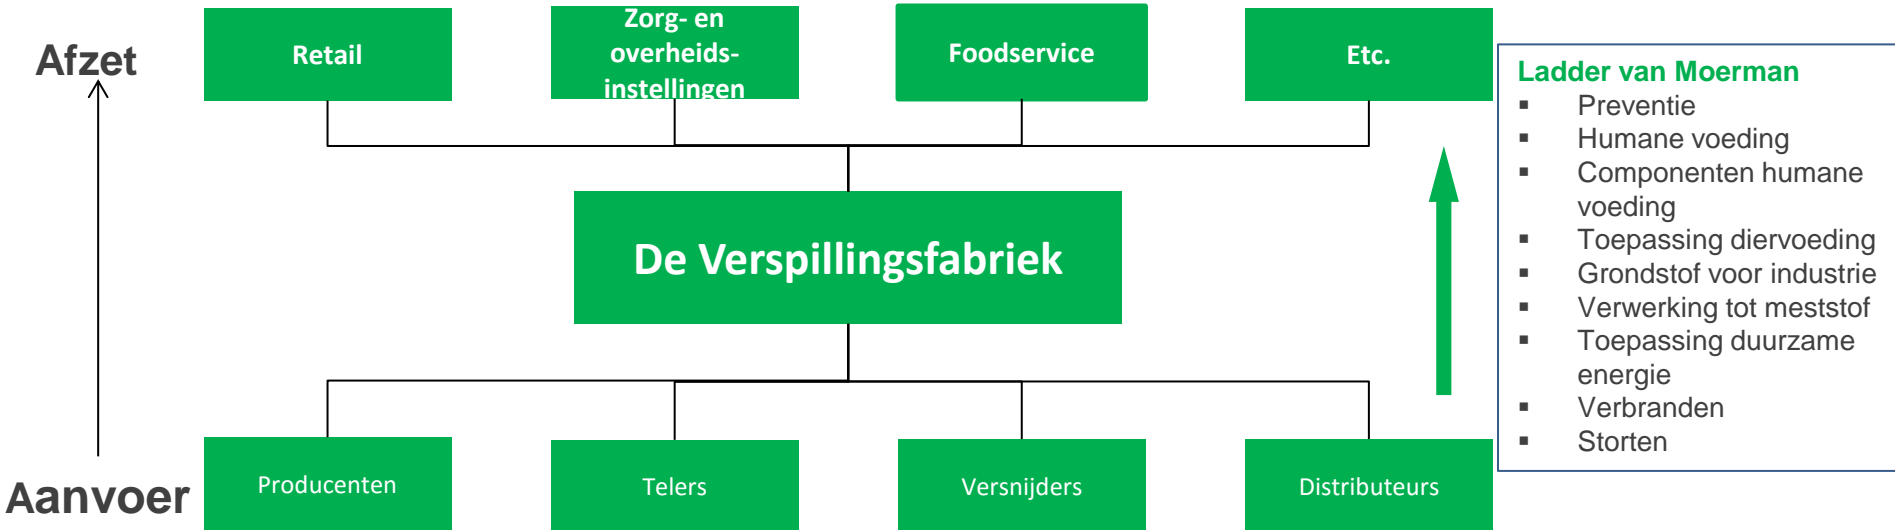 Afzet
Retail
Zorg- en
overheids-
instellingen
Foodservice
Etc.
De Verspillingsfabriek
Aanvoer
Producenten
Telers
Versnijders
Distributeurs
Ladder van Moerman
▪ Preventie
▪ Humane voeding
▪ Componenten humane
voeding
▪ Toepassing diervoeding
▪ Grondstof voor industrie
▪ Verwerking tot meststof
▪ Toepassing duurzame
energie
▪ Verbranden
▪ Storten